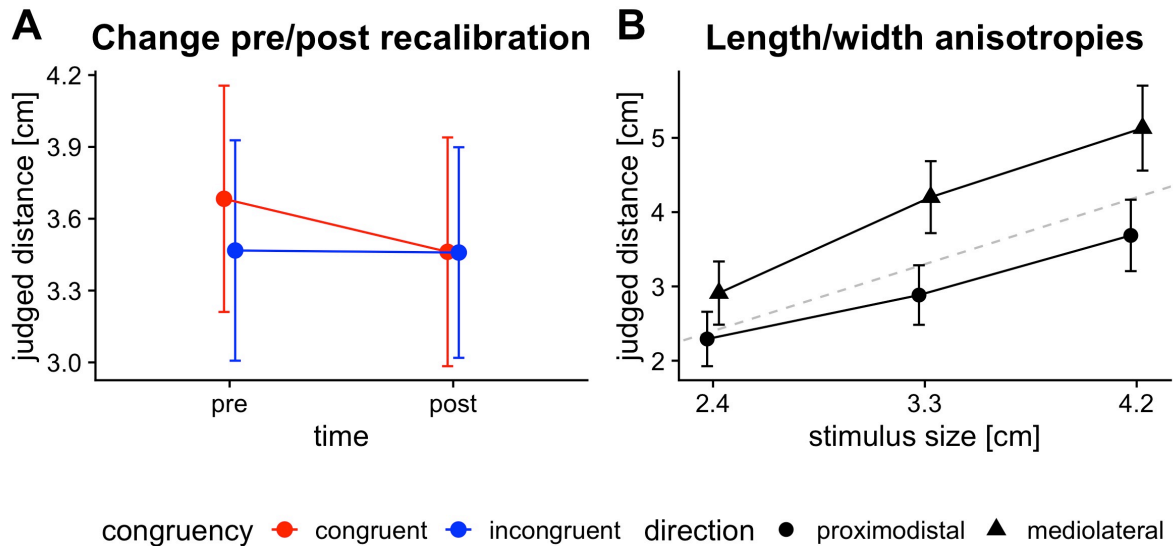 A Change pre/post recalibration
judged distance [cm]
4.2
3.9
3.6
3.3
3.0
pre post
time
B Length/width anisotropies
judged distance [cm]
5
4
3
2
2.4 3.3 4.2
stimulus size [cm]
congruency congruent incongruent direction proximodistal mediolateral